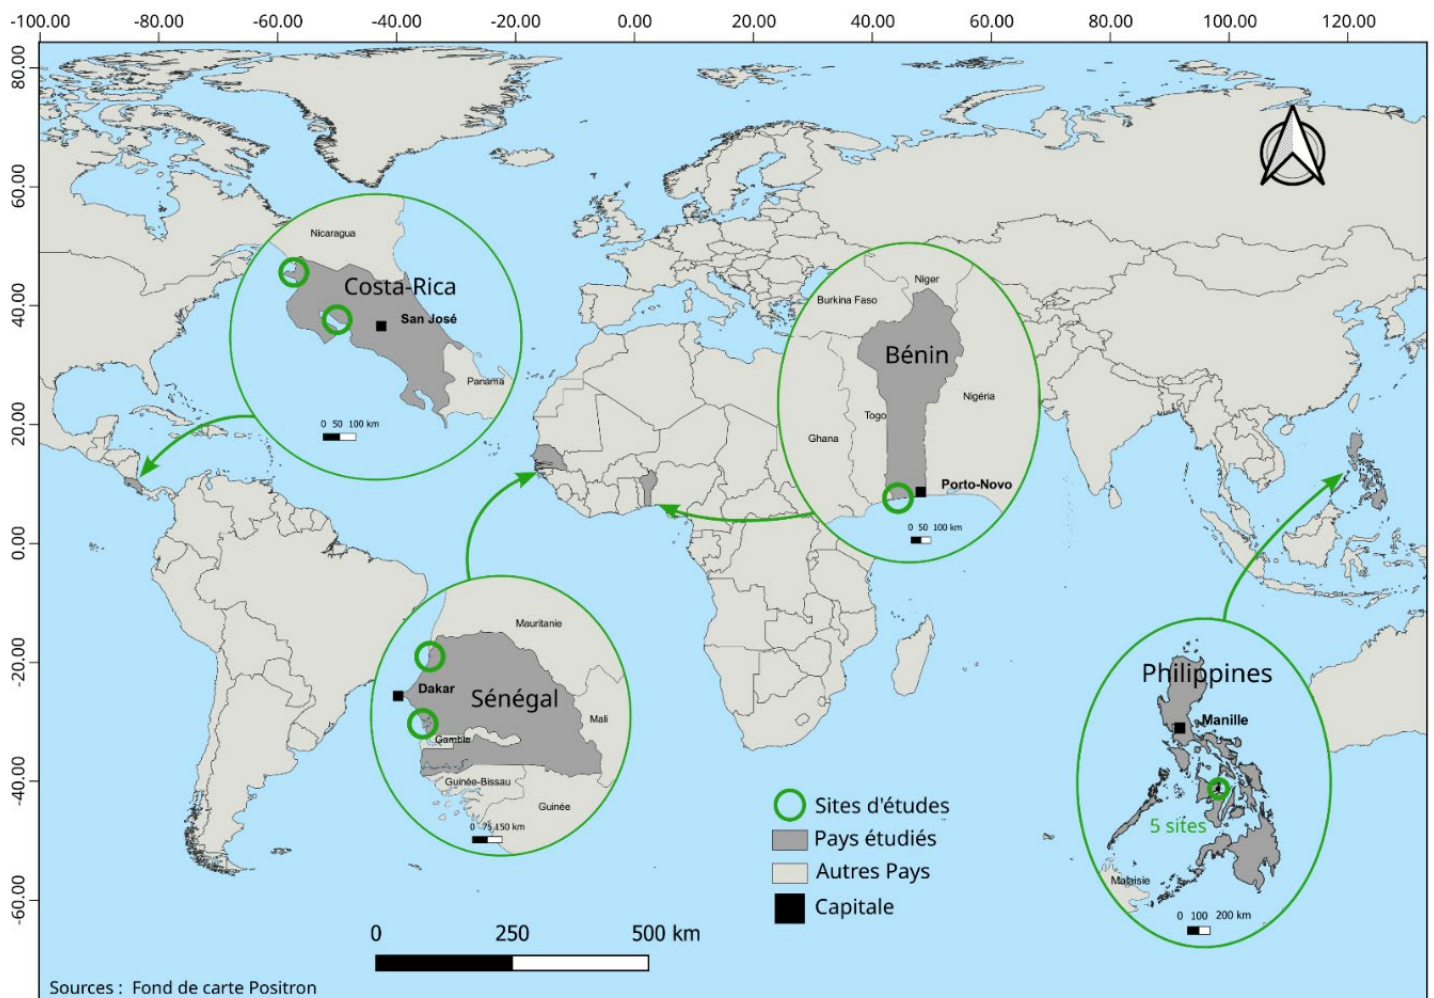 -100.00 -80.00 -60.00 -40.00 -20.00 0.00 20.00 40.00 60.00 80.00 100.00 120.00
80.00
60.00
40.00
20.00
0.00
-20.00
-40.00
-60.00
Nicaragua
Costa-Rica
San José
Panama
0 50 100 km
Niger
Burkina Faso
Bénin
Nigéria
Togo
Ghana
Porto-Novo
0 50 100 km
Mauritanie
Dakar
Sénégal
Mali
Gambie
Guinée-Bissau
Guinée
0 75 150 km
Philippines
Manille
5 sites
Malaisie
0 100 200 km
Sites d'études
Pays étudiés
Autres Pays
Capitale
0 250 500 km
Sources : Fond de carte Positron